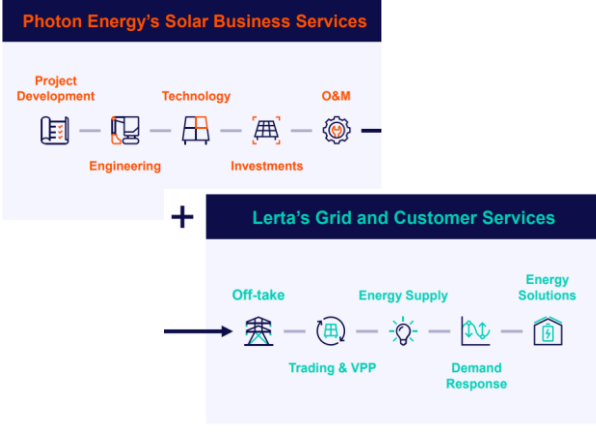 Photon Energy's Solar Business Services
Project
Development
Technology
O&M
Engineering
Investments
+
Lerta's Grid and Customer Services
Off-take
Energy Supply
Energy
Solutions
Trading & VPP
Demand
Response